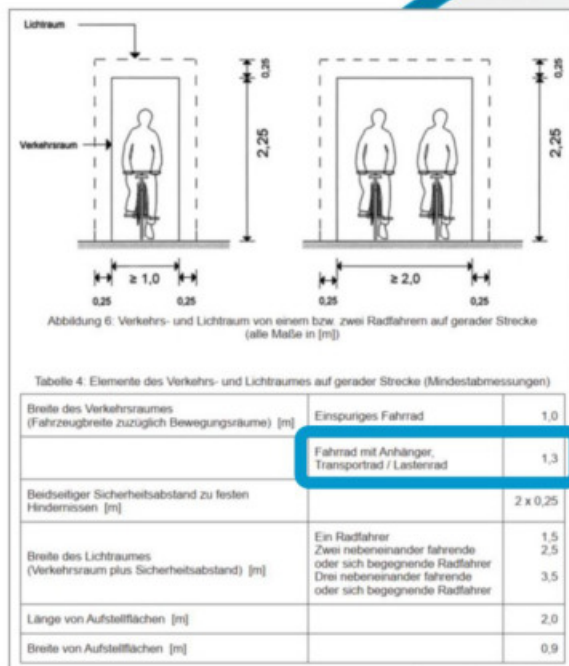 Lichtraum
0,25
0,25
Verkehrsraum
2,25
2,25
≥ 1,0
≥ 2,0
0,25
0,25
0,25
0,25
Abbildung 6: Verkehrs- und Lichtraum von einem bzw. zwei Radfahrern auf gerader Strecke
(alle Maße in [m])
Tabelle 4: Elemente des Verkehrs- und Lichtraumes auf gerader Strecke (Mindestabmessungen)
Breite des Verkehrsraumes
(Fahrzeugbreite zuzüglich Bewegungsräume) [m]
Einspuriges Fahrrad
1,0
Fahrrad mit Anhänger,
Transportrad / Lastenrad
1,3
Beidseitiger Sicherheitsabstand zu festen
Hindernissen [m]
2 x 0,25
Breite des Lichtraumes
(Verkehrsraum plus Sicherheitsabstand) [m]
Ein Radfahrer 1,5
Zwei nebeneinander fahrende 2,5
oder sich begegnende Radfahrer
Drei nebeneinander fahrende 3,5
oder sich begegnende Radfahrer
Länge von Aufstellflächen [m]
2,0
Breite von Aufstellflächen [m]
0,9